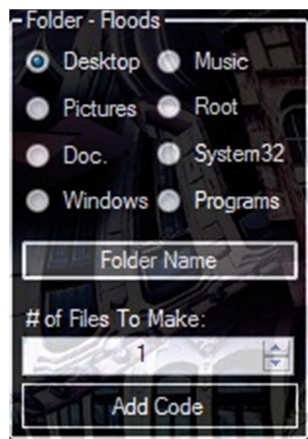 Folder - Floods
Desktop Music
Pictures Root
Doc. System32
Windows Programs
Folder Name
# of Files To Make:
1
Add Code